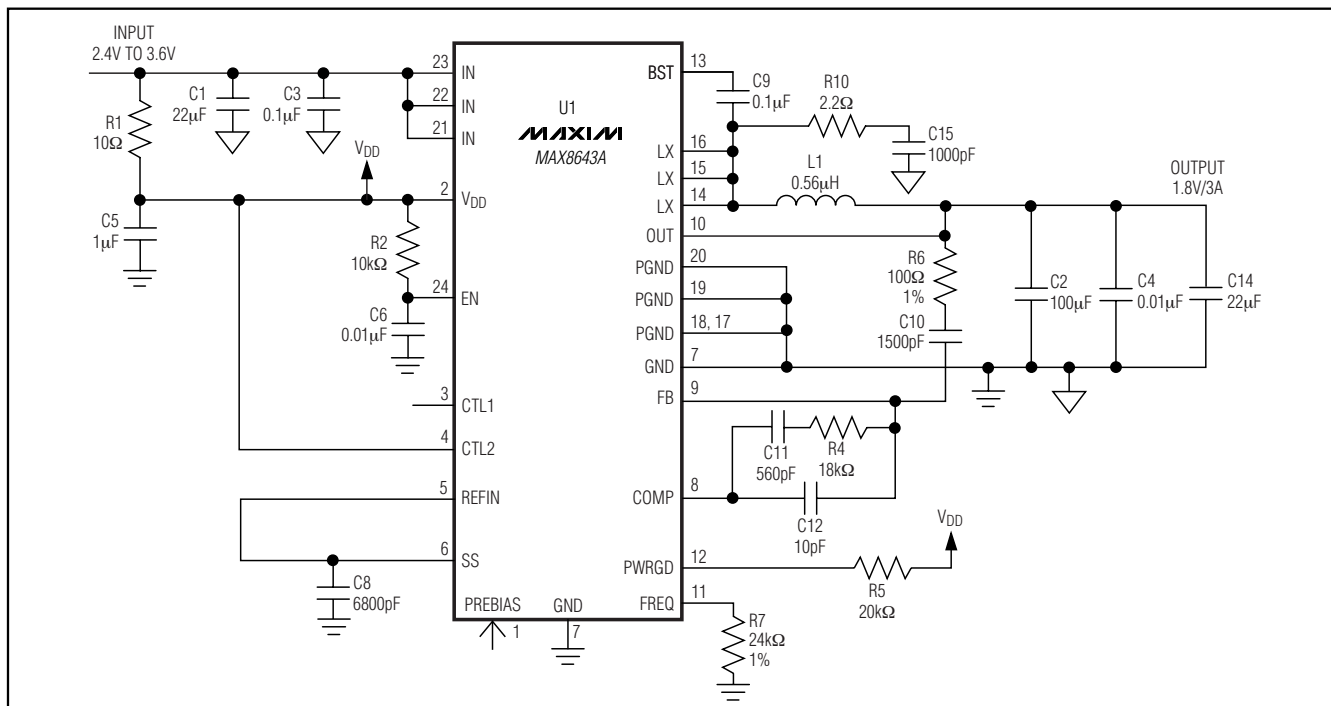 INPUT
2.4V TO 3.6V
R1
10Ω
C1
22µF
C3
0.1µF
VDD
C5
1µF
R2
10kΩ
C6
0.01µF
C8
6800pF
23
IN
22
IN
21
IN
2
VDD
24
EN
3
CTL1
4
CTL2
5
REFIN
6
SS
PREBIAS
1
GND
7
U1
MAXIM
MAX8643A
BST
13
LX
16
LX
15
LX
14
OUT
10
PGND
20
PGND
19
PGND
18, 17
GND
7
FB
9
COMP
8
PWRGD
12
FREQ
11
C9
0.1µF
R10
2.2Ω
C15
1000pF
L1
0.56µH
OUTPUT
1.8V/3A
R6
100Ω
1%
C10
1500pF
C2
100µF
C4
0.01µF
C14
22µF
C11
560pF
R4
18kΩ
C12
10pF
VDD
R5
20kΩ
R7
24kΩ
1%